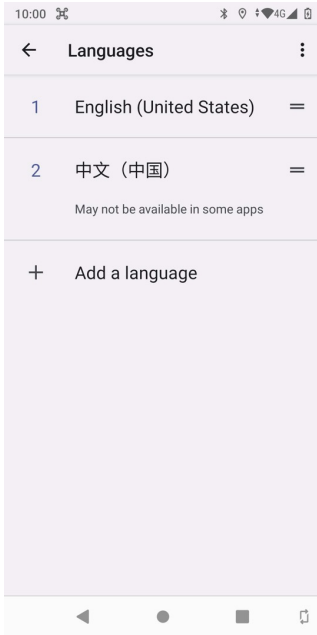 10:00 4G
Languages
1 English (United States)
2 中文（中国）
May not be available in some apps
Add a language